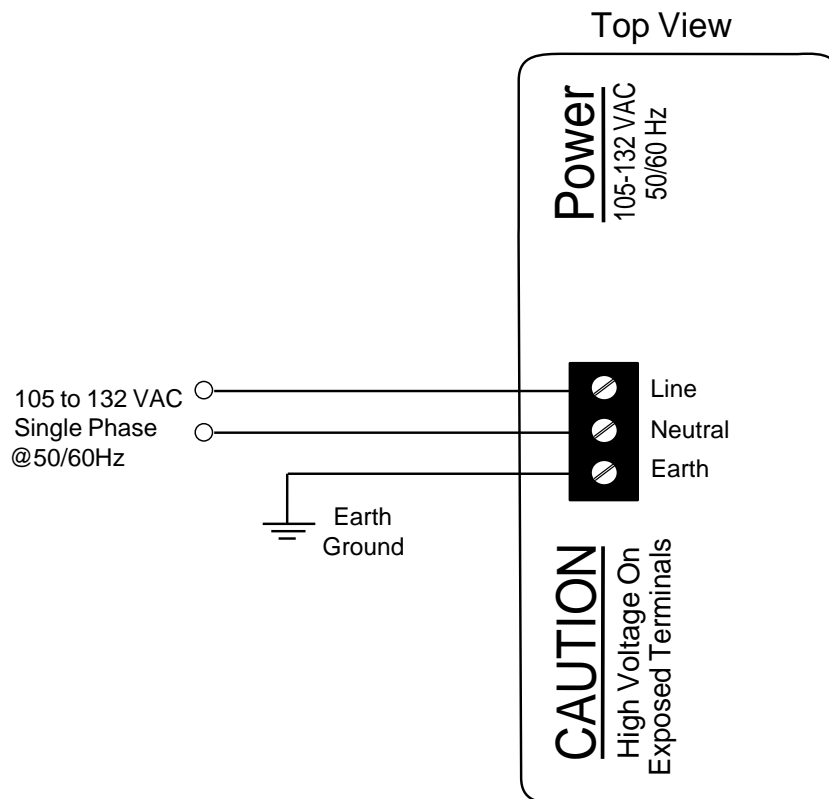 Top View
Power
105-132 VAC
50/60 Hz
105 to 132 VAC
Single Phase
@50/60Hz
Line
Neutral
Earth
Earth
Ground
CAUTION
High Voltage On
Exposed Terminals